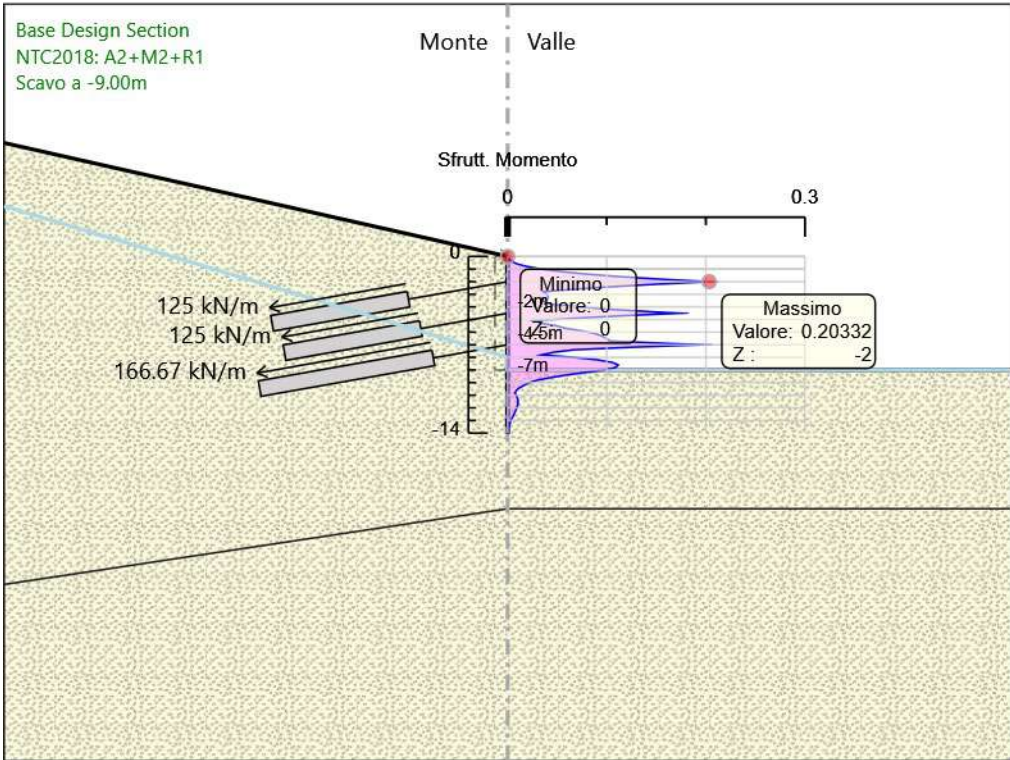 Base Design Section
NTC2018: A2+M2+R1
Scavo a -9.00m
Monte
Valle
Sfrutt. Momento
0
0.3
0
125 kN/m
125 kN/m
166.67 kN/m
-2m
-4.5m
-7m
-14
Minimo
Valore: 0
Z : 0
Massimo
Valore: 0.20332
Z : -2